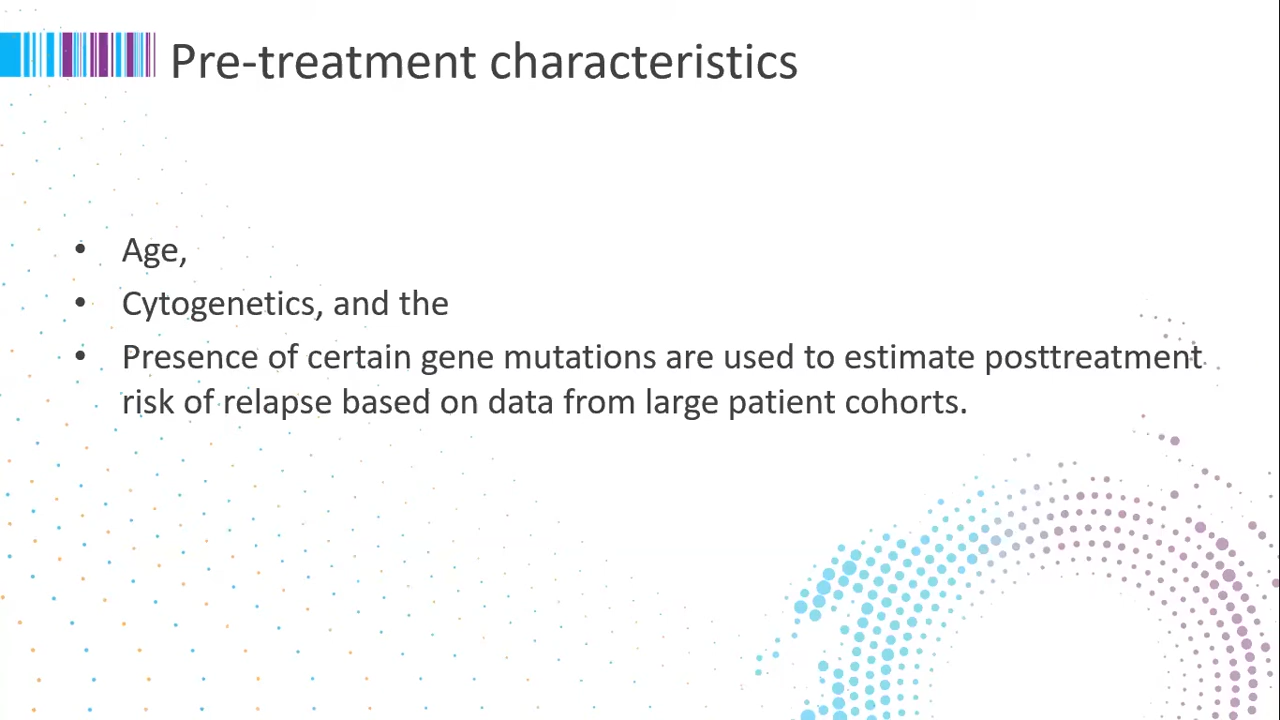 Pre-treatment characteristics
• Age,
• Cytogenetics, and the
• Presence of certain gene mutations are used to estimate posttreatment
risk of relapse based on data from large patient cohorts.